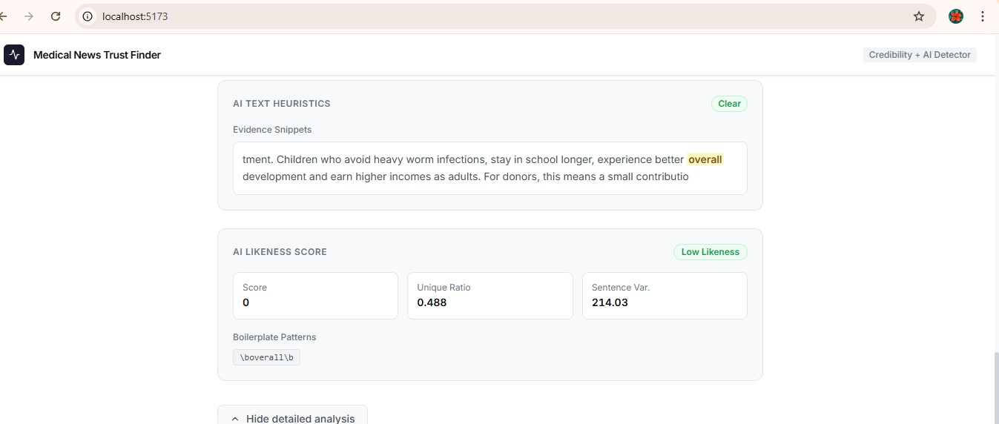 localhost:5173
Medical News Trust Finder
Credibility + AI Detector
AI TEXT HEURISTICS
Clear
Evidence Snippets
tment. Children who avoid heavy worm infections, stay in school longer, experience better overall
development and earn higher incomes as adults. For donors, this means a small contributio
AI LIKENESS SCORE
Low Likeness
Score
Unique Ratio
Sentence Var.
0
0.488
214.03
Boilerplate Patterns
\boverall\b
Hide detailed analysis